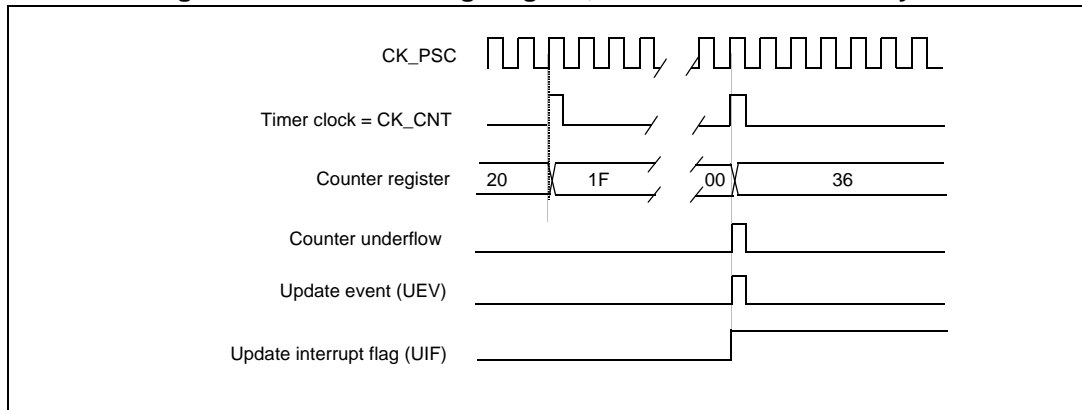 CK_PSC
Timer clock = CK_CNT
Counter register 20 1F 00 36
Counter underflow
Update event (UEV)
Update interrupt flag (UIF)